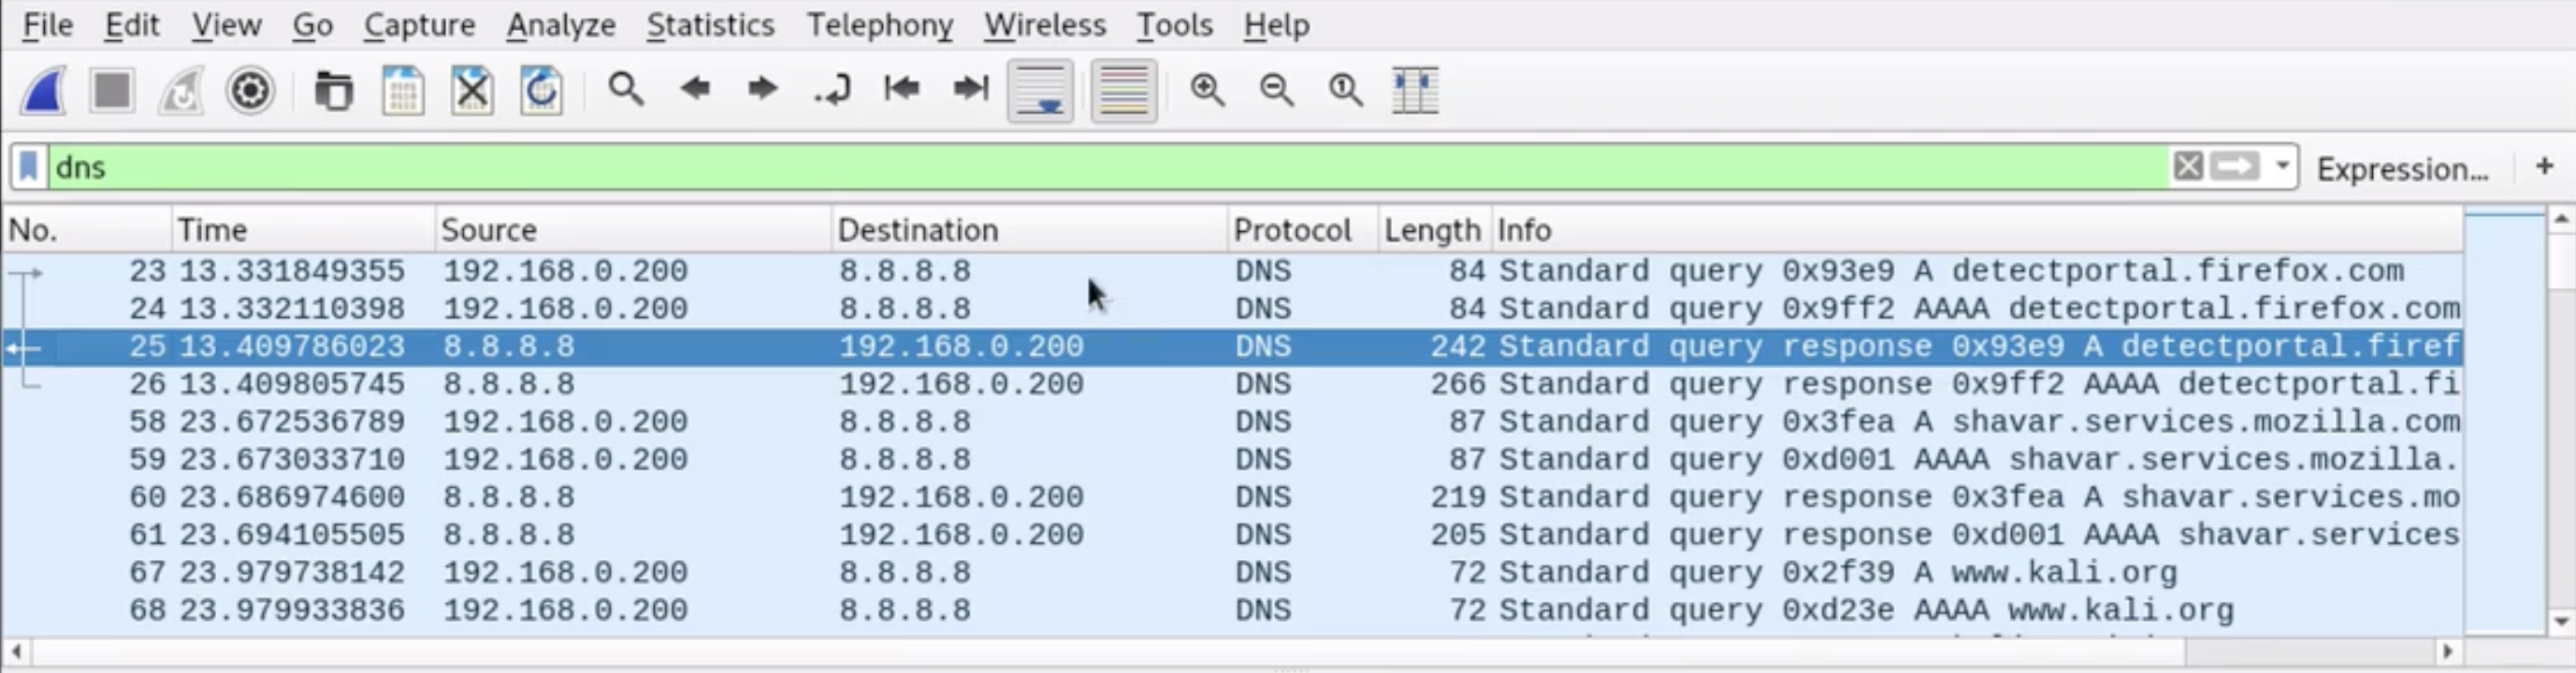 File Edit View Go Capture Analyze Statistics Telephony Wireless Tools Help
dns Expression... +
No. Time Source Destination Protocol Length Info
23 13.331849355 192.168.0.200 8.8.8.8 DNS 84 Standard query 0x93e9 A detectportal.firefox.com
24 13.332110398 192.168.0.200 8.8.8.8 DNS 84 Standard query 0x9ff2 AAAA detectportal.firefox.com
25 13.409786023 8.8.8.8 192.168.0.200 DNS 242 Standard query response 0x93e9 A detectportal.firef
26 13.409805745 8.8.8.8 192.168.0.200 DNS 266 Standard query response 0x9ff2 AAAA detectportal.fi
58 23.672536789 192.168.0.200 8.8.8.8 DNS 87 Standard query 0x3fea A shavar.services.mozilla.com
59 23.673033710 192.168.0.200 8.8.8.8 DNS 87 Standard query 0xd001 AAAA shavar.services.mozilla.
60 23.686974600 8.8.8.8 192.168.0.200 DNS 219 Standard query response 0x3fea A shavar.services.mo
61 23.694105505 8.8.8.8 192.168.0.200 DNS 205 Standard query response 0xd001 AAAA shavar.services
67 23.979738142 192.168.0.200 8.8.8.8 DNS 72 Standard query 0x2f39 A www.kali.org
68 23.979933836 192.168.0.200 8.8.8.8 DNS 72 Standard query 0xd23e AAAA www.kali.org